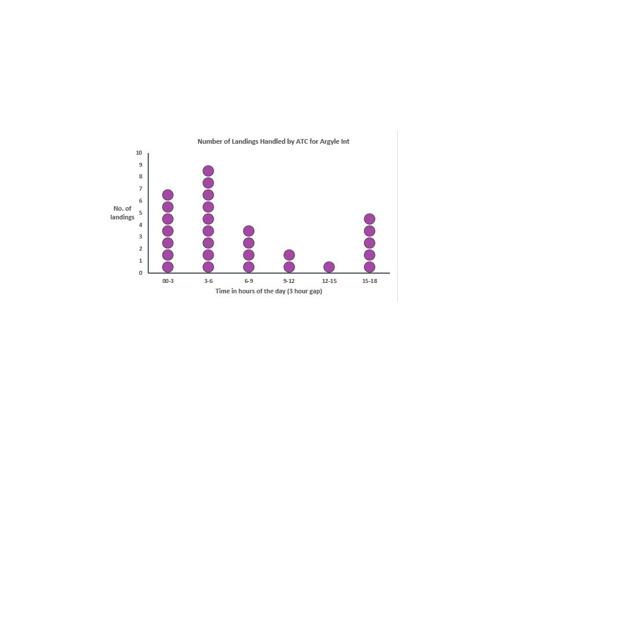 Number of Landings Handled by ATC for Argyle Int
10
9
8
7
6
No. of
landings
5
4
3
2
1
0
00-3 3-6 6-9 9-12 12-15 15-18
Time in hours of the day (3 hour gap)